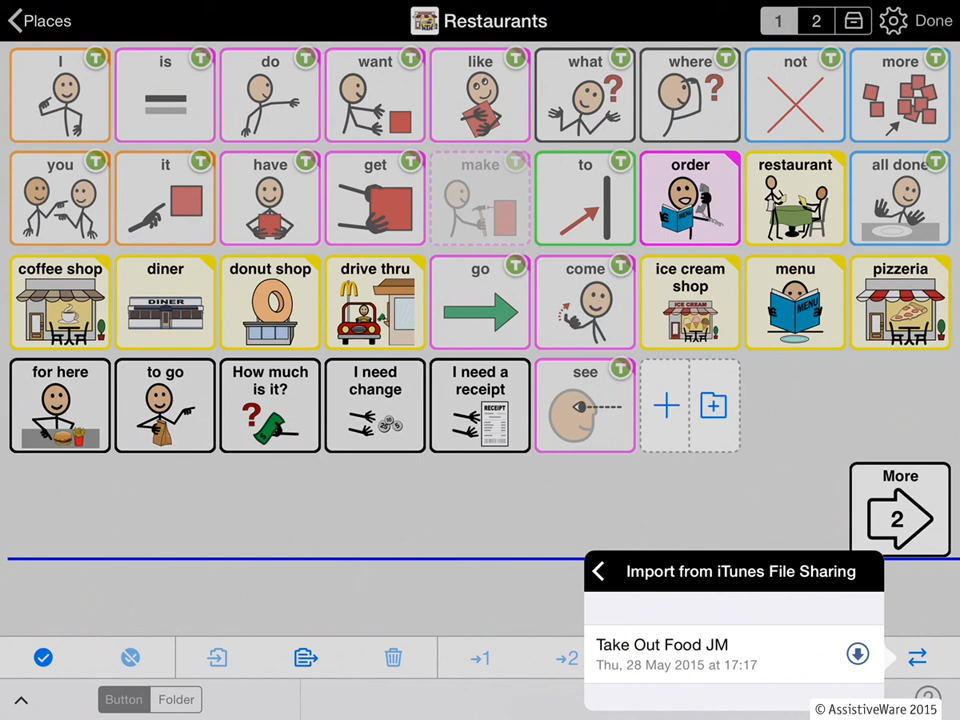 Places
Restaurants
1
2
Done
I
T
is
T
do
T
want
T
like
T
what
T
where
T
not
T
more
T
you
T
it
T
have
T
get
T
make
T
to
T
order
MENU
restaurant
all done
T
coffee shop
diner
DINER
donut shop
drive thru
go
T
come
T
ice cream
shop
ICE CREAM
menu
MENU
pizzeria
for here
to go
How much
is it?
I need
change
I need a
receipt
RECEIPT
see
T
More
2
Import from iTunes File Sharing
Take Out Food JM
Thu, 28 May 2015 at 17:17
→1
→2
Button
Folder
© AssistiveWare 2015